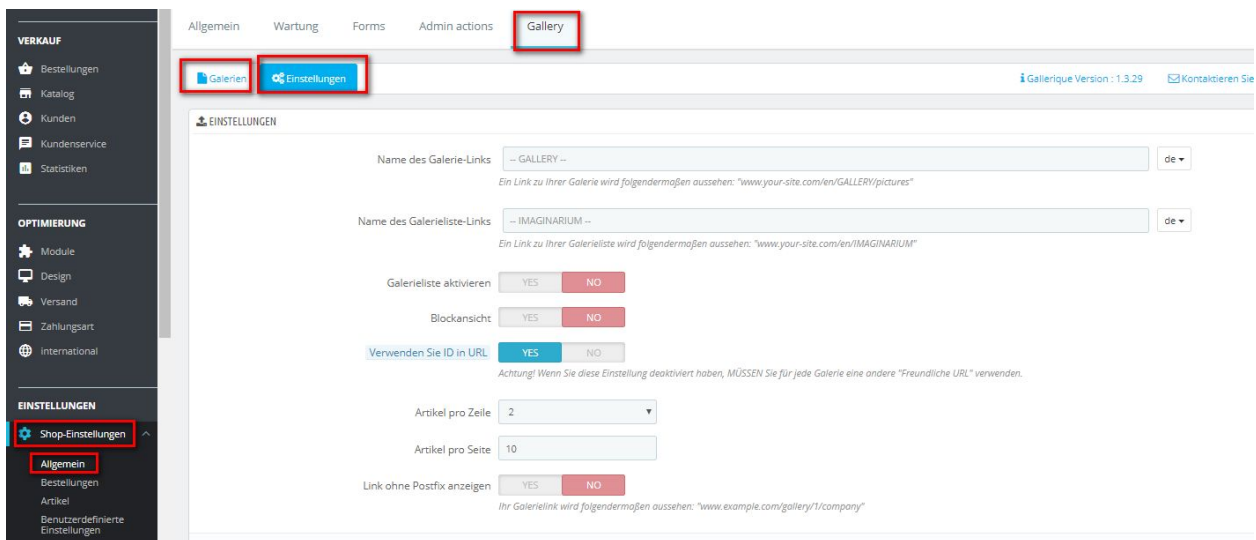 Allgemein Wartung Forms Admin actions Gallery
VERKAUF
Bestellungen
Katalog
Kunden
Kundenservice
Statistiken
OPTIMIERUNG
Module
Design
Versand
Zahlungsart
International
EINSTELLUNGEN
Shop-Einstellungen
Allgemein
Bestellungen
Artikel
Benutzerdefinierte
Einstellungen
Galerien Einstellungen Gallerique Version : 1.3.29 Kontaktieren Sie
EINSTELLUNGEN
Name des Galerie-Links -- GALLERY -- de
Ein Link zu Ihrer Galerie wird folgendermaßen aussehen: "www.your-site.com/en/GALLERY/pictures"
Name des Galerieliste-Links -- IMAGINARIUM -- de
Ein Link zu Ihrer Galerieliste wird folgendermaßen aussehen: "www.your-site.com/en/IMAGINARIUM"
Galerieliste aktivieren YES NO
Blockansicht YES NO
Verwenden Sie ID in URL YES NO
Achtung! Wenn Sie diese Einstellung deaktiviert haben, MÜSSEN Sie für jede Galerie eine andere "Freundliche URL" verwenden.
Artikel pro Zeile 2
Artikel pro Seite 10
Link ohne Postfix anzeigen YES NO
Ihr Galerielink wird folgendermaßen aussehen: "www.example.com/gallery/1/company"